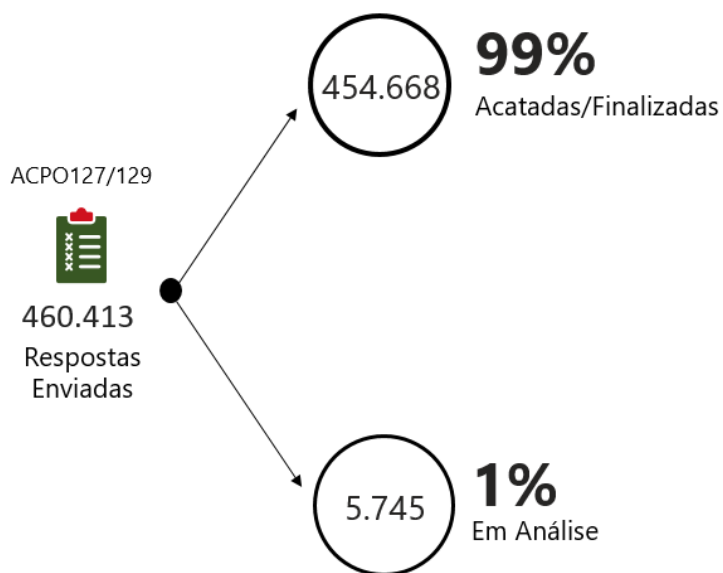 ACPO127/129
460.413
Respostas
Enviadas
454.668
99%
Acatadas/Finalizadas
5.745
1%
Em Análise